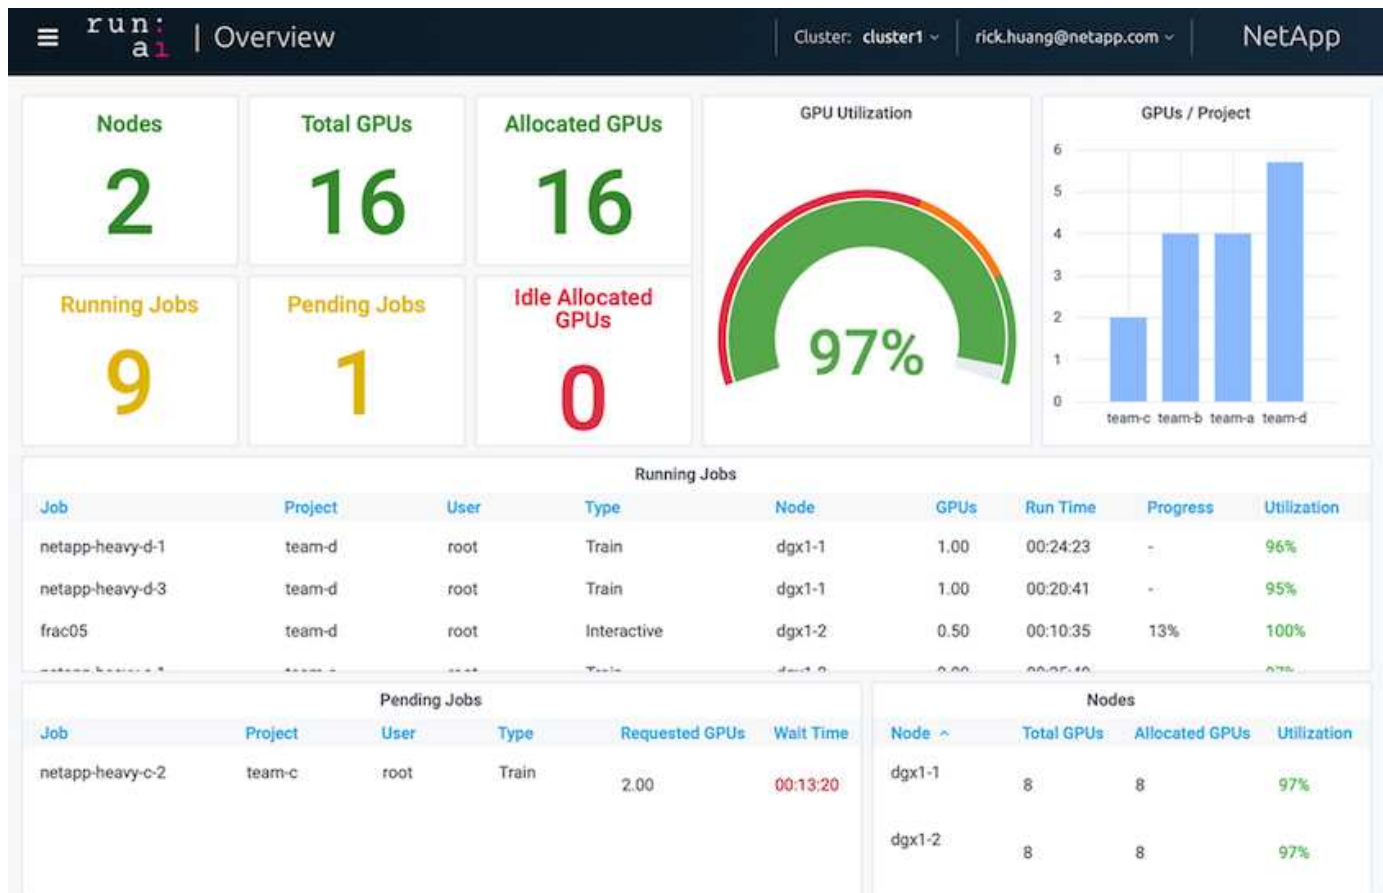 run:
ai | Overview Cluster: cluster1 rick.huang@netapp.com NetApp
Nodes
2
Total GPUs
16
Allocated GPUs
16
Running Jobs
9
Pending Jobs
1
Idle Allocated
GPUs
0
GPU Utilization
97%
GPUs / Project
6
5
4
3
2
1
0
team-c team-b team-a team-d
Running Jobs
Job Project User Type Node GPUs Run Time Progress Utilization
netapp-heavy-d-1 team-d root Train dgx1-1 1.00 00:24:23 - 96%
netapp-heavy-d-3 team-d root Train dgx1-1 1.00 00:20:41 - 95%
frac05 team-d root Interactive dgx1-2 0.50 00:10:35 13% 100%
Pending Jobs
Job Project User Type Requested GPUs Wait Time
netapp-heavy-c-2 team-c root Train 2.00 00:13:20
Nodes
Node Total GPUs Allocated GPUs Utilization
dgx1-1 8 8 97%
dgx1-2 8 8 97%